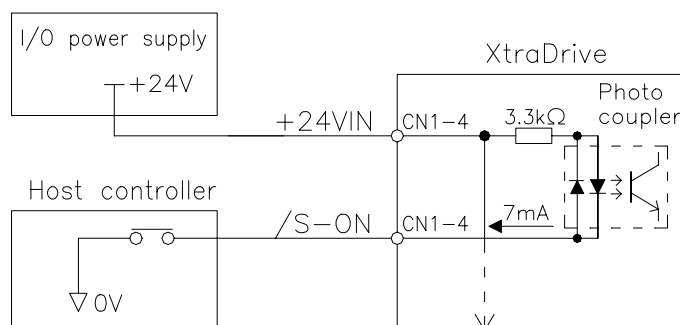 I/O power supply
+24V
XtraDrive
Photo
coupler
+24VIN
CN1-4
3.3kΩ
Host controller
/S-ON
CN1-4
7mA
0V